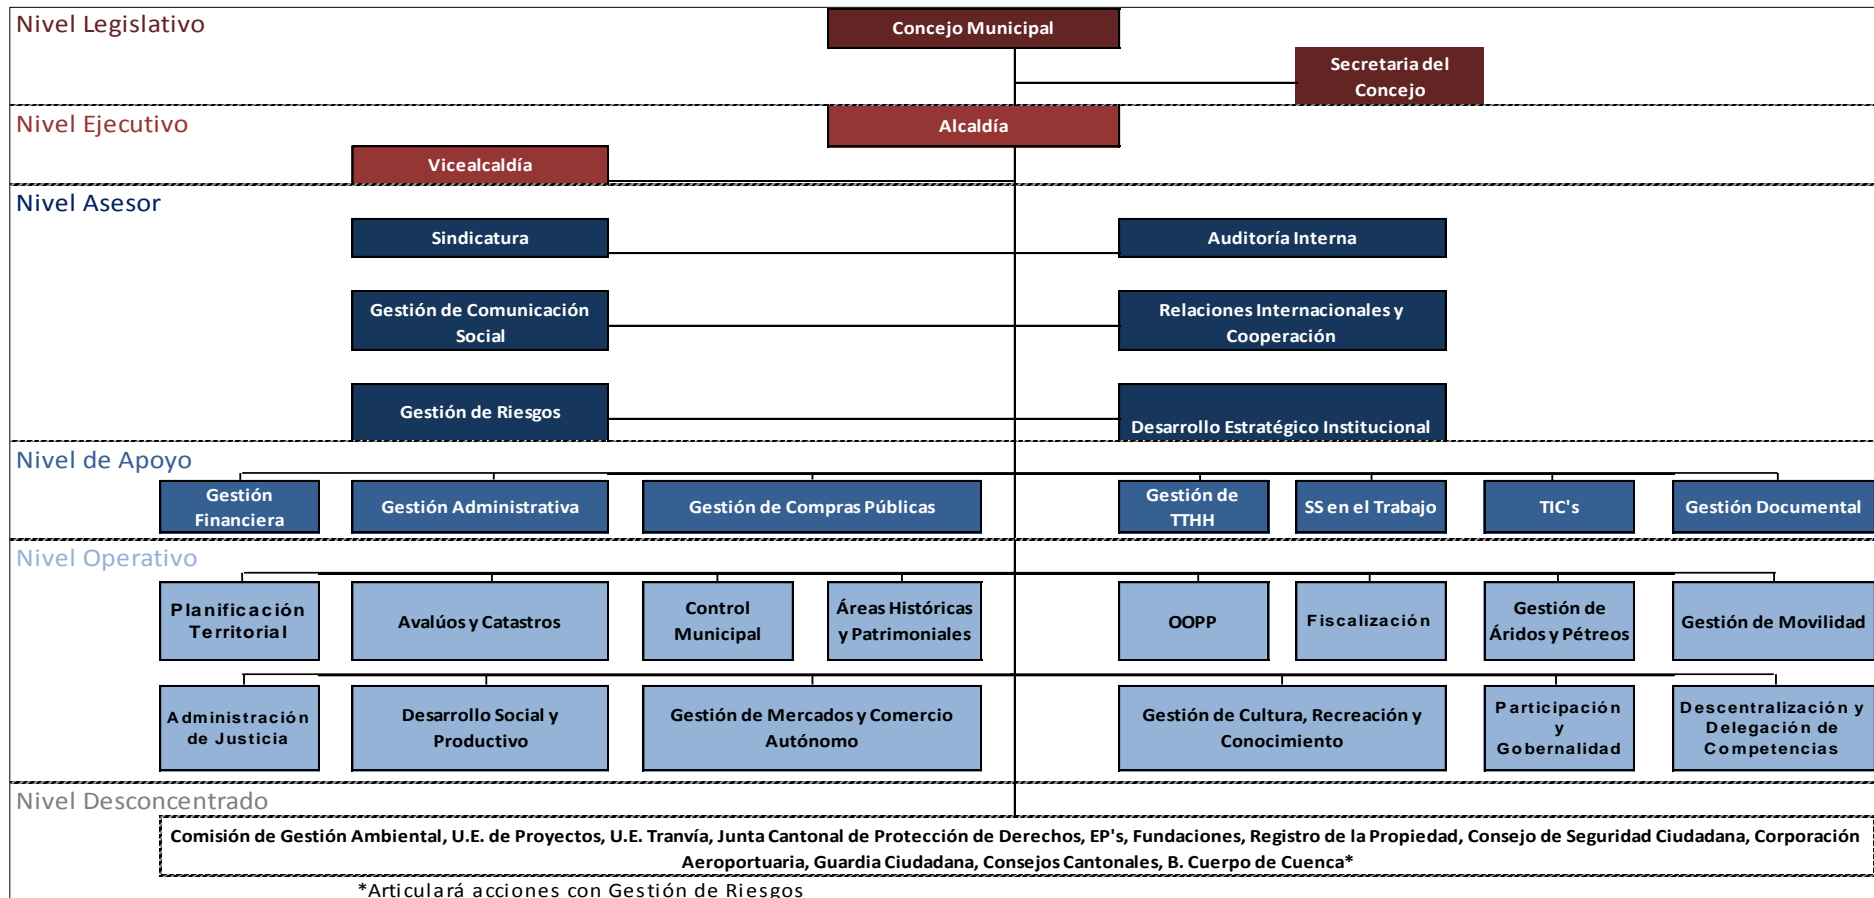 Nivel Legislativo
Concejo Municipal
Secretaria del
Concejo
Nivel Ejecutivo
Alcaldía
Vicealcaldía
Nivel Asesor
Sindicatura
Auditoría Interna
Gestión de Comunicación
Social
Relaciones Internacionales y
Cooperación
Gestión de Riesgos
Desarrollo Estratégico Institucional
Nivel de Apoyo
Gestión
Financiera
Gestión Administrativa
Gestión de Compras Públicas
Gestión de
TTHH
SS en el Trabajo
TIC's
Gestión Documental
Nivel Operativo
Planificación
Territorial
Avalúos y Catastros
Control
Municipal
Áreas Históricas
y Patrimoniales
OOPP
Fiscalización
Gestión de
Áridos y Pétreos
Gestión de Movilidad
Administración
de Justicia
Desarrollo Social y
Productivo
Gestión de Mercados y Comercio
Autónomo
Gestión de Cultura, Recreación y
Conocimiento
Participación
y
Gobernalidad
Descentralización y
Delegación de
Competencias
Nivel Desconcentrado
Comisión de Gestión Ambiental, U.E. de Proyectos, U.E. Tranvía, Junta Cantonal de Protección de Derechos, EP's, Fundaciones, Registro de la Propiedad, Consejo de Seguridad Ciudadana, Corporación
Aeroportuaria, Guardia Ciudadana, Consejos Cantonales, B. Cuerpo de Cuenca*
*Articulará acciones con Gestión de Riesgos